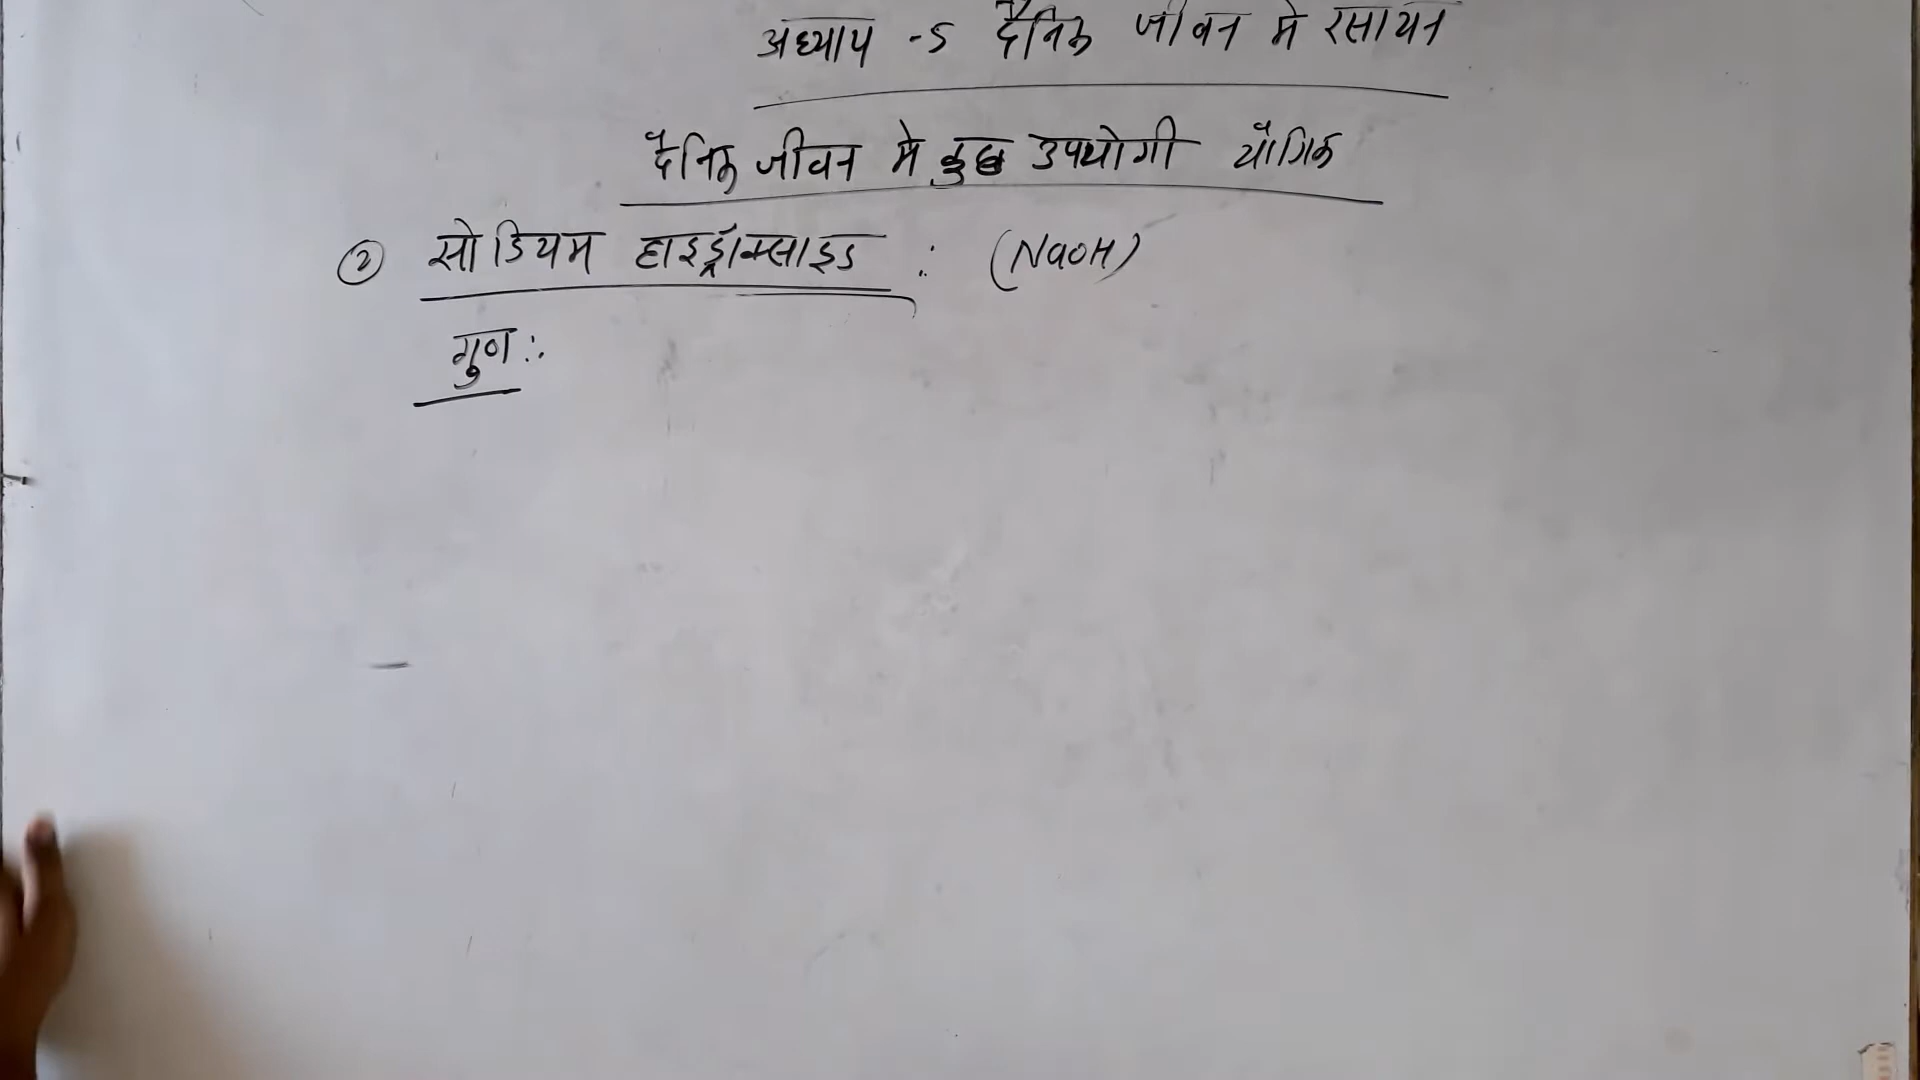 अध्याय -5 दैनिक जीवन मे रसायन
दैनिक जीवन मे कुछ उपयोगी यौगिक
② सोडियम हाइड्रॉक्साइड : (NaOH)
गुण :.